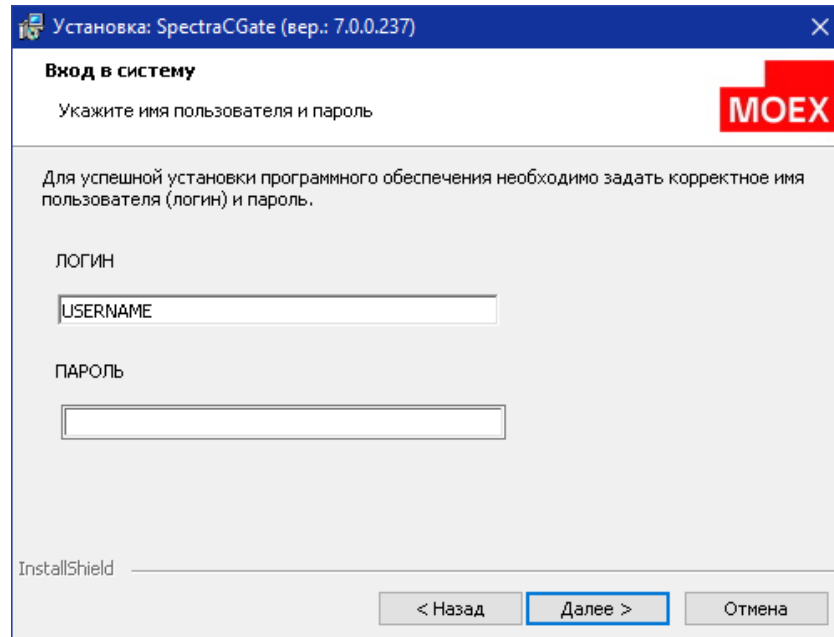 Установка: SpectraCGate (вер.: 7.0.0.237)
Вход в систему
Укажите имя пользователя и пароль
MOEX
Для успешной установки программного обеспечения необходимо задать корректное имя
пользователя (логин) и пароль.
ЛОГИН
USERNAME
ПАРОЛЬ
InstallShield
< Назад
Далее >
Отмена